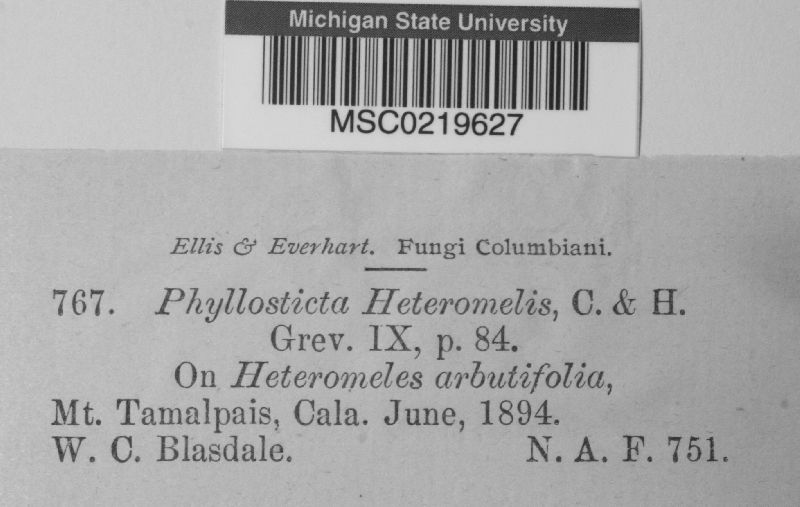 Michigan State University
MSC0219627
Ellis & Everhart. Fungi Columbiani.
767. Phyllosticta Heteromelis, C. & H.
Grev. IX, p. 84.
On Heteromeles arbutifolia,
Mt. Tamalpais, Cala. June, 1894.
W. C. Blasdale. N. A. F. 751.